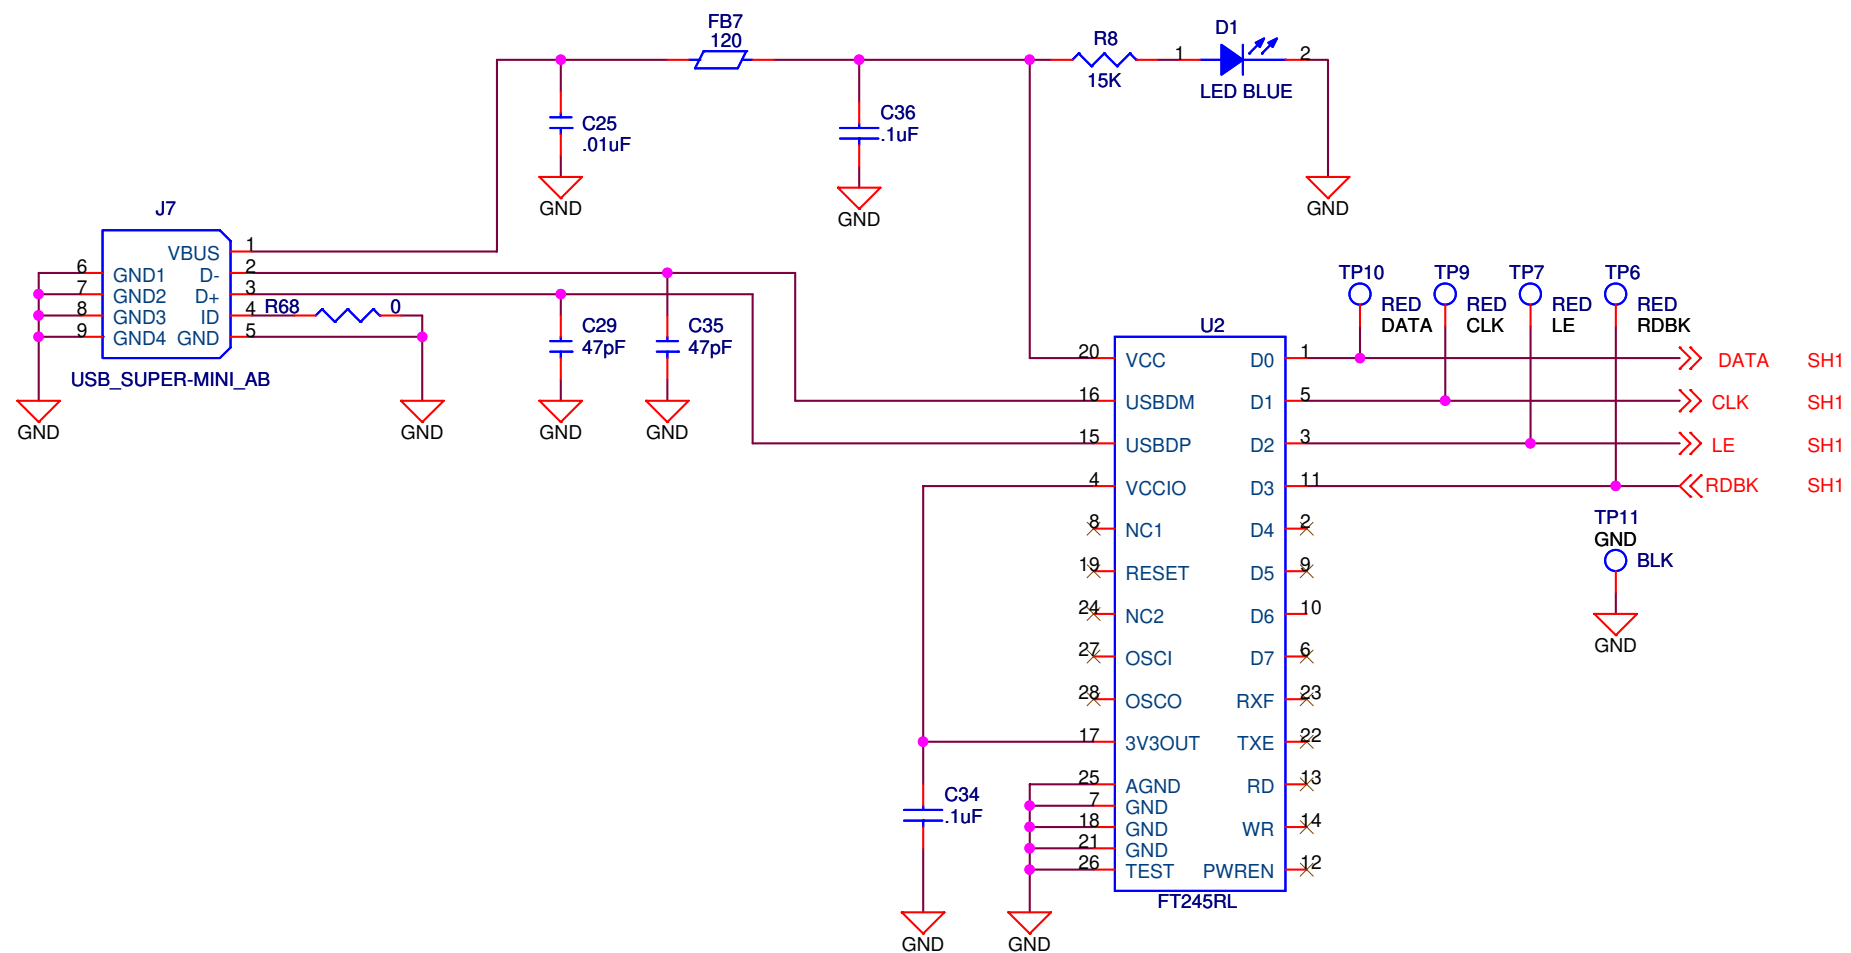 FB7
120
D1
R8
15K
1
2
LED BLUE
C25
.01uF
C36
.1uF
GND
GND
GND
J7
VBUS
1
6
GND1
D-
2
7
GND2
D+
3
8
GND3
ID
4
R68
0
9
GND4
GND
5
USB_SUPER-MINI_AB
C29
47pF
C35
47pF
GND
GND
GND
GND
TP10
TP9
TP7
TP6
RED
DATA
RED
CLK
RED
LE
RED
RDBK
U2
20
VCC
D0
1
DATA
SH1
16
USBDM
D1
5
CLK
SH1
15
USBDP
D2
3
LE
SH1
4
VCCIO
D3
11
RDBK
SH1
8
NC1
D4
2
TP11
GND
BLK
GND
19
RESET
D5
9
24
NC2
D6
10
27
OSCI
D7
6
28
OSCO
RXF
23
17
3V3OUT
TXE
22
25
AGND
RD
13
7
GND
18
GND
WR
14
21
GND
26
TEST
PWREN
12
FT245RL
C34
.1uF
GND
GND